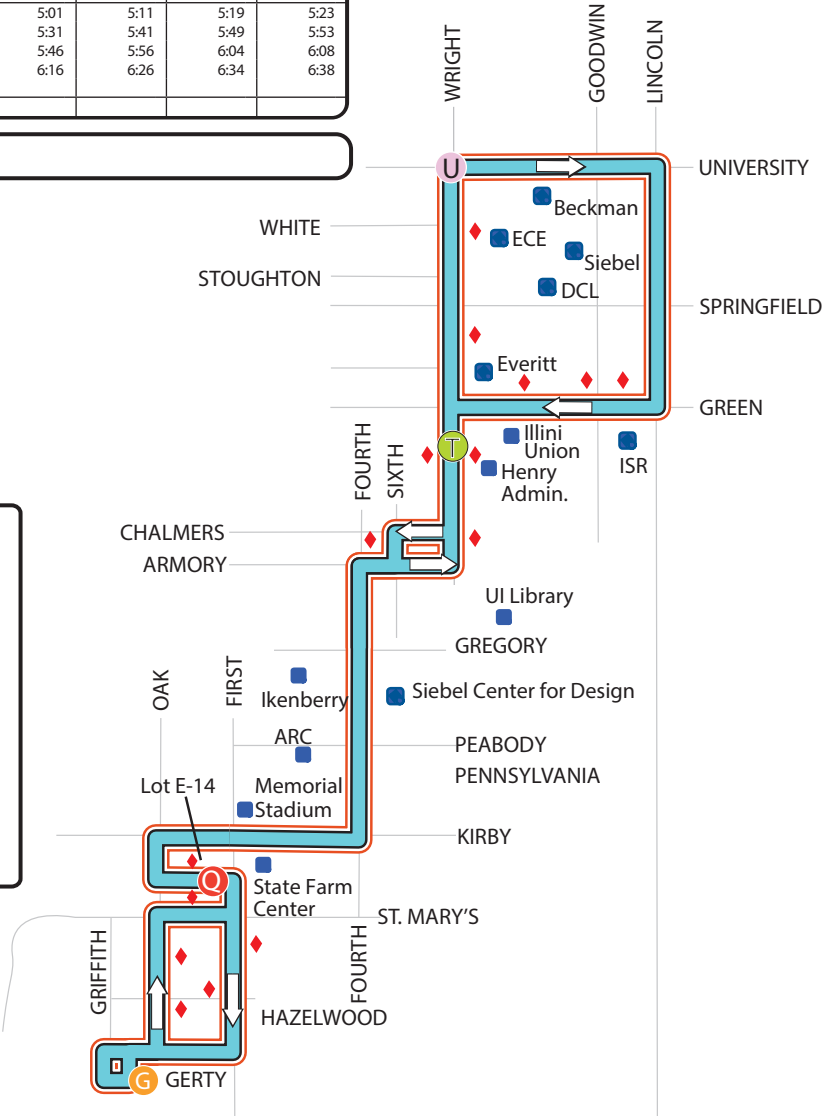 5:01 5:11 5:19 5:23
5:31 5:41 5:49 5:53
5:46 5:56 6:04 6:08
6:16 6:26 6:34 6:38
WRIGHT
GOODWIN
LINCOLN
U
UNIVERSITY
Beckman
WHITE
ECE
Siebel
STOUGHTON
DCL
SPRINGFIELD
Everitt
GREEN
Illini
Union
T
ISR
Henry
Admin.
FOURTH
SIXTH
CHALMERS
ARMORY
UI Library
GREGORY
OAK
FIRST
Ikenberry
Siebel Center for Design
ARC
PEABODY
PENNSYLVANIA
Lot E-14
Memorial
Stadium
KIRBY
Q
State Farm
Center
ST. MARY'S
GRIFFITH
FOURTH
HAZELWOOD
G
GERTY